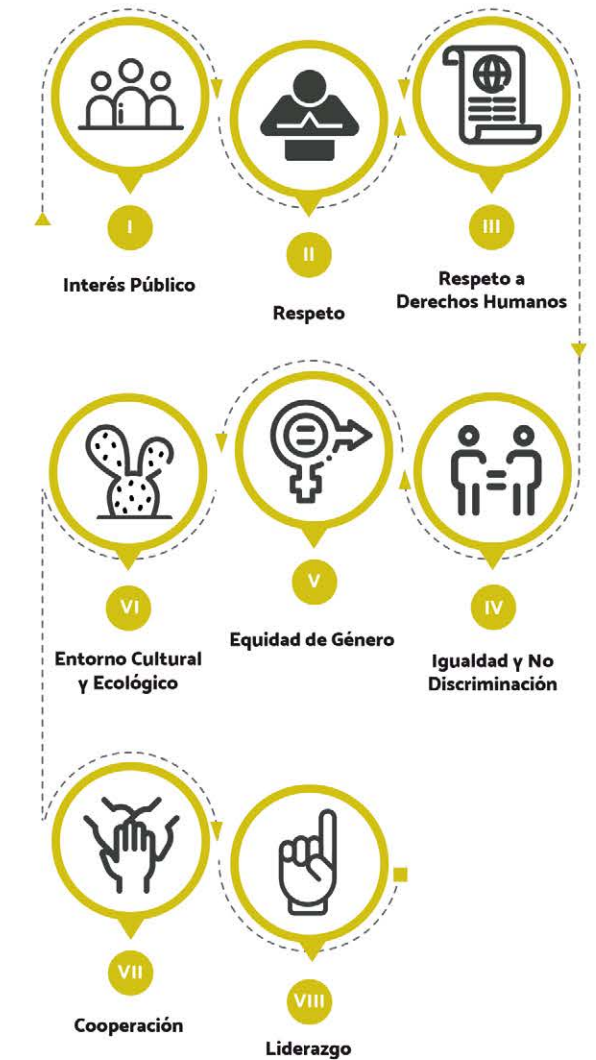 I
Interés Público
II
Respeto
III
Respeto a
Derechos Humanos
IV
Igualdad y No
Discriminación
V
Equidad de Género
VI
Entorno Cultural
y Ecológico
VII
Cooperación
VIII
Liderazgo